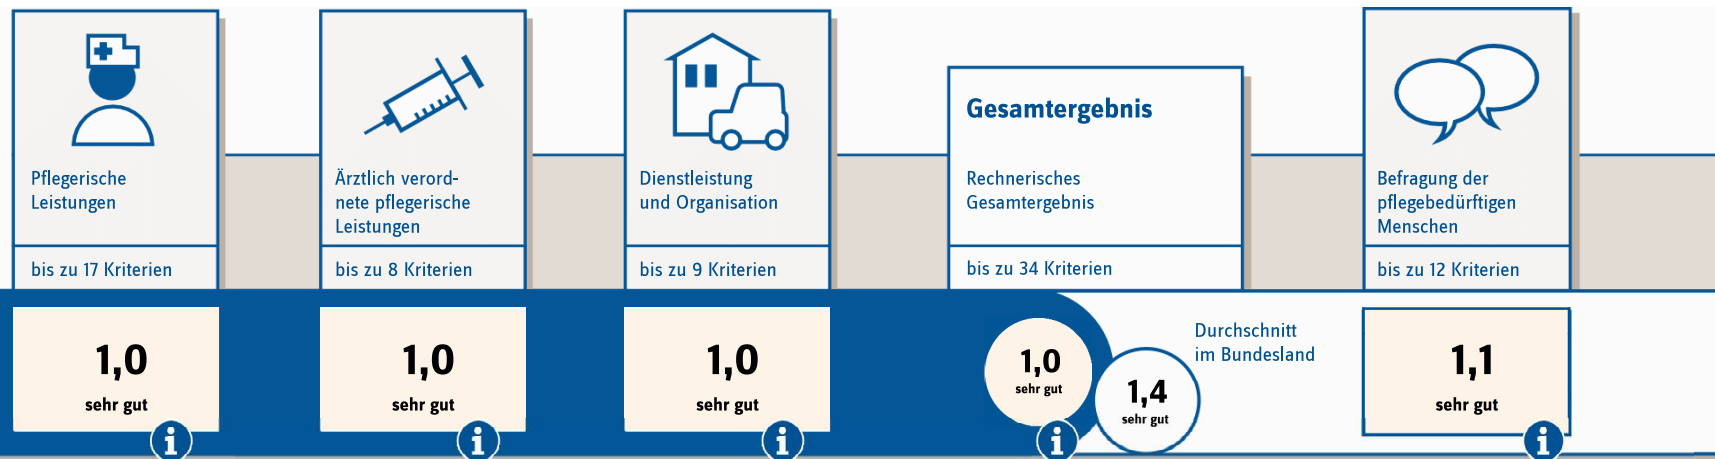 Pflegerische
Leistungen
bis zu 17 Kriterien
1,0
sehr gut
i
Ärztlich verord-
nete pflegerische
Leistungen
bis zu 8 Kriterien
1,0
sehr gut
i
Dienstleistung
und Organisation
bis zu 9 Kriterien
1,0
sehr gut
i
Gesamtergebnis
Rechnerisches
Gesamtergebnis
bis zu 34 Kriterien
1,0
sehr gut
i
Durchschnitt
im Bundesland
1,4
sehr gut
Befragung der
pflegebedürftigen
Menschen
bis zu 12 Kriterien
1,1
sehr gut
i